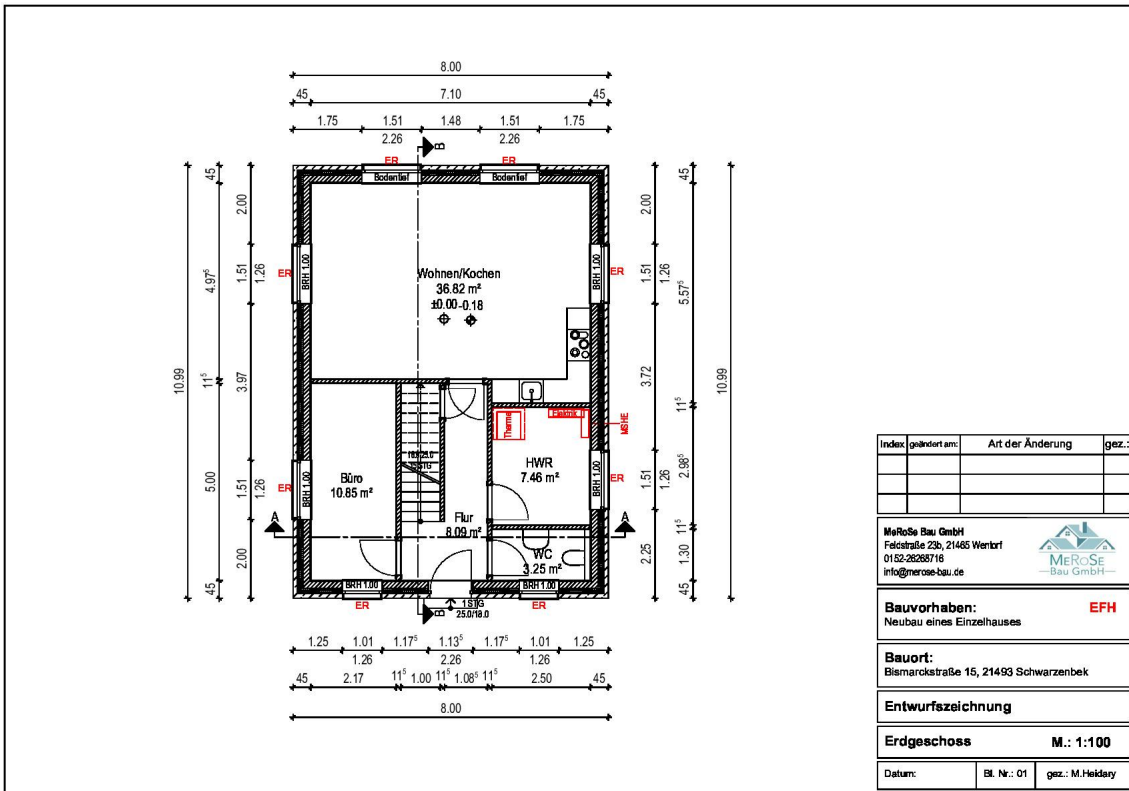 8.00
45 7.10 45
1.75 1.51 1.48 1.51 1.75
2.26 2.26
B
ER ER
Bodentief Bodentief
45 2.00 2.00 45
ER BRH 1.00 1.51 1.26
Wohnen/Kochen
36.82 m²
±0.00 -0.18
BRH 1.00 ER 1.51 1.26
4.97⁵ 5.57⁵
10.99 10.99
11⁵ 3.97 3.72 11⁵
Therme Elektrik MSHE
HWR
7.46 m²
Büro
10.85 m²
5 STG
5.00 1.51 1.26 ER BRH 1.00
BRH 1.00 ER 1.51 1.26 2.98⁵
Flur
8.09 m²
A A
WC
3.25 m²
2.00 45 2.25 11⁵ 1.30 45
BRH 1.00 BRH 1.00
ER ER
B
1 STG
25.0/18.0
1.25 1.01 1.17⁵ 1.13⁵ 1.17⁵ 1.01 1.25
1.26 2.26 1.26
45 2.17 11⁵ 1.00 11⁵ 1.08⁵ 11⁵ 2.50 45
8.00
Index geändert am: Art der Änderung gez.:
MeRoSe Bau GmbH
Feldstraße 23b, 21465 Wentorf
0152-26268716
info@merose-bau.de
MEROSE
Bau GmbH
Bauvorhaben: EFH
Neubau eines Einzelhauses
Bauort:
Bismarckstraße 15, 21493 Schwarzenbek
Entwurfszeichnung
Erdgeschoss M.: 1:100
Datum: Bl. Nr.: 01 gez.: M.Heidary